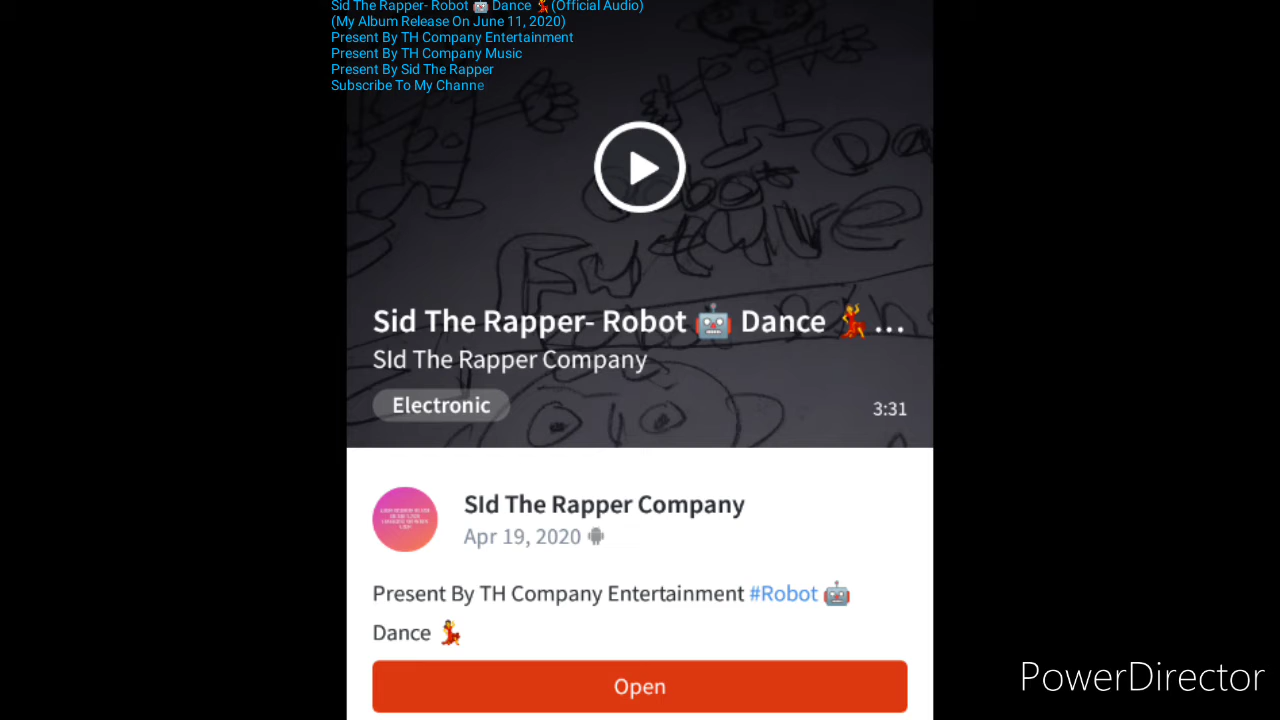 Sid The Rapper- Robot 🤖 Dance 💃(Official Audio)
(My Album Release On June 11, 2020)
Present By TH Company Entertainment
Present By TH Company Music
Present By Sid The Rapper
Subscribe To My Channe
Robot
Future
Sid The Rapper- Robot 🤖 Dance 💃...
SId The Rapper Company
Electronic
3:31
SId The Rapper Company
Apr 19, 2020
Present By TH Company Entertainment #Robot 🤖
Dance 💃
Open
PowerDirector